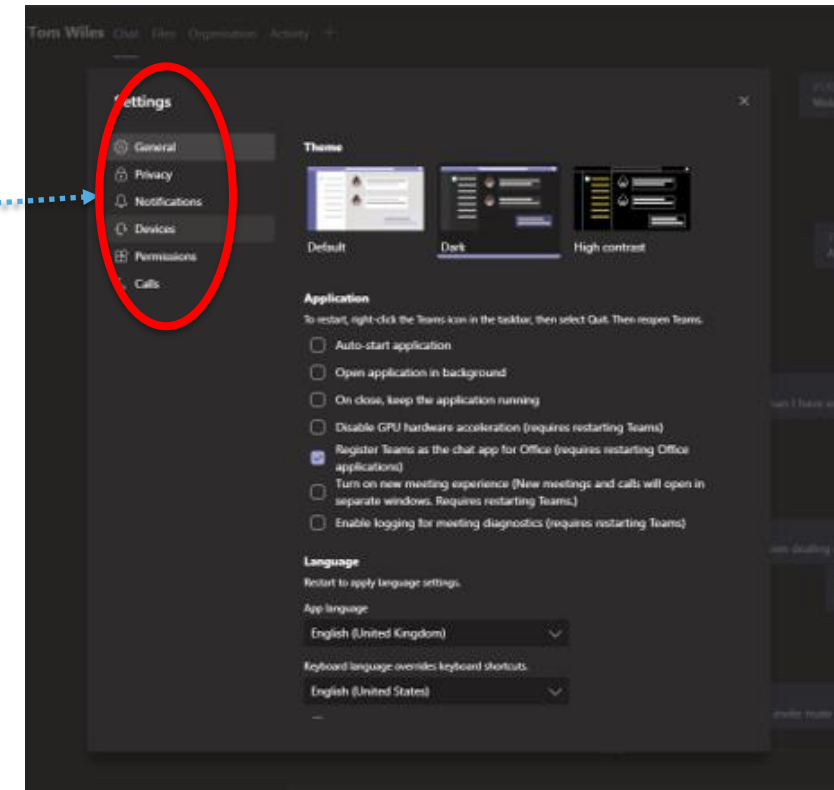 Tom Wiles Chat Files Organisation Activity +
Settings
General
Privacy
Notifications
Devices
Permissions
Calls
Theme
Default
Dark
High contrast
Application
To restart, right-click the Teams icon in the taskbar, then select Quit. Then reopen Teams.
Auto-start application
Open application in background
On close, keep the application running
Disable GPU hardware acceleration (requires restarting Teams)
Register Teams as the chat app for Office (requires restarting Office
applications)
Turn on new meeting experience (New meetings and calls will open in
separate windows. Requires restarting Teams.)
Enable logging for meeting diagnostics (requires restarting Teams)
Language
Restart to apply language settings.
App language
English (United Kingdom)
Keyboard language overrides keyboard shortcuts.
English (United States)